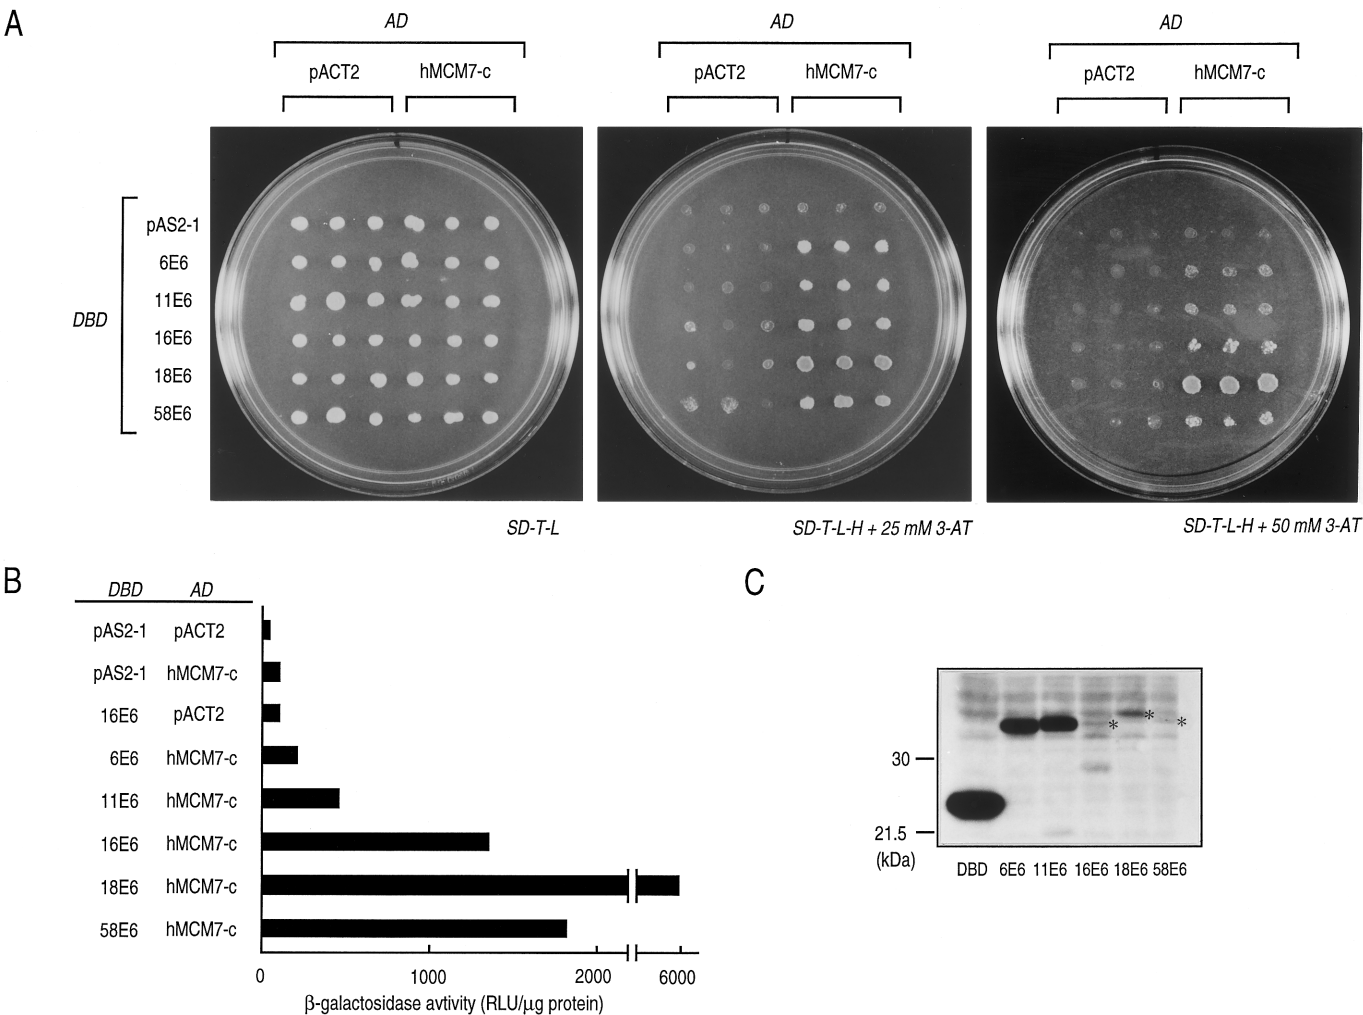 A
AD AD AD
pACT2 hMCM7-c pACT2 hMCM7-c pACT2 hMCM7-c
DBD
pAS2-1
6E6
11E6
16E6
18E6
58E6
SD-T-L SD-T-L-H + 25 mM 3-AT SD-T-L-H + 50 mM 3-AT
B
DBD AD
pAS2-1 pACT2
pAS2-1 hMCM7-c
16E6 pACT2
6E6 hMCM7-c
11E6 hMCM7-c
16E6 hMCM7-c
18E6 hMCM7-c
58E6 hMCM7-c
0 1000 2000 6000
β-galactosidase avtivity (RLU/μg protein)
C
* * *
30
21.5
(kDa)
DBD 6E6 11E6 16E6 18E6 58E6